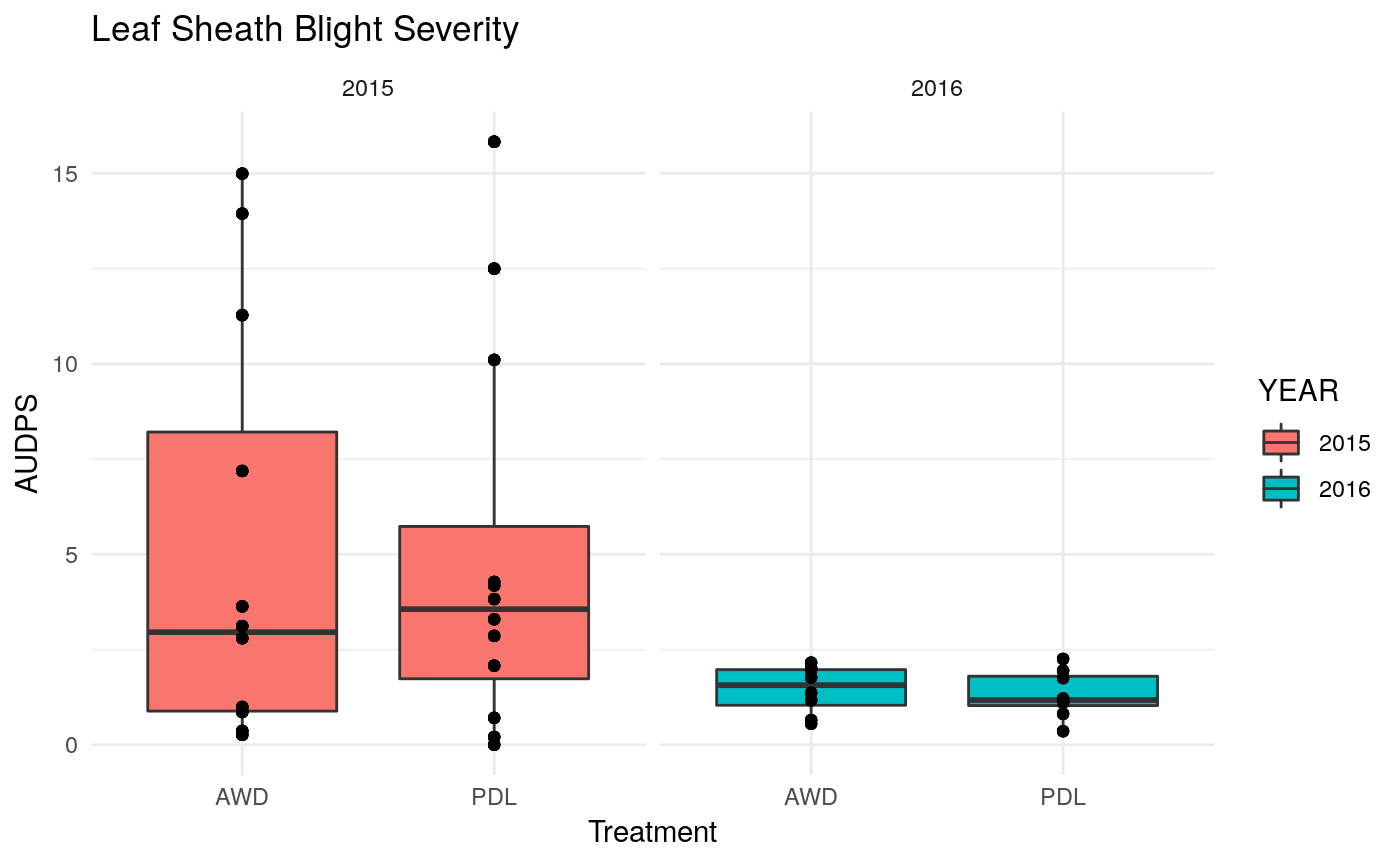 Leaf Sheath Blight Severity
2015 2016
15
10
5
0
AUDPS
AWD PDL AWD PDL
Treatment
YEAR
2015
2016